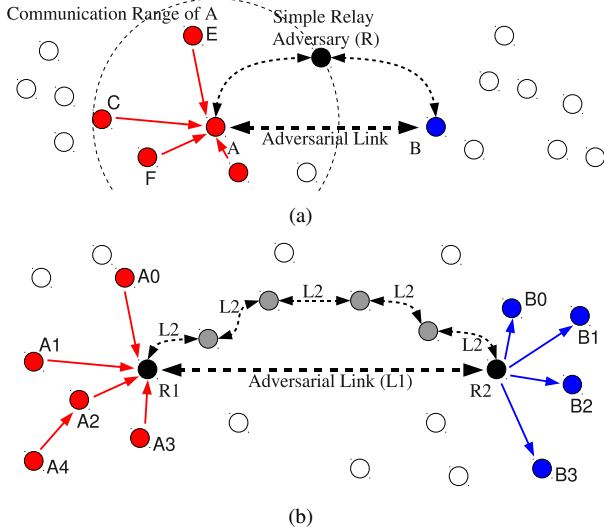 Communication Range of A
E
Simple Relay
Adversary (R)
C
A
Adversarial Link
B
F
(a)
A0
L2
L2
L2
B0
L2
B1
A1
L2
R1
Adversarial Link (L1)
R2
B2
A2
A3
A4
B3
(b)